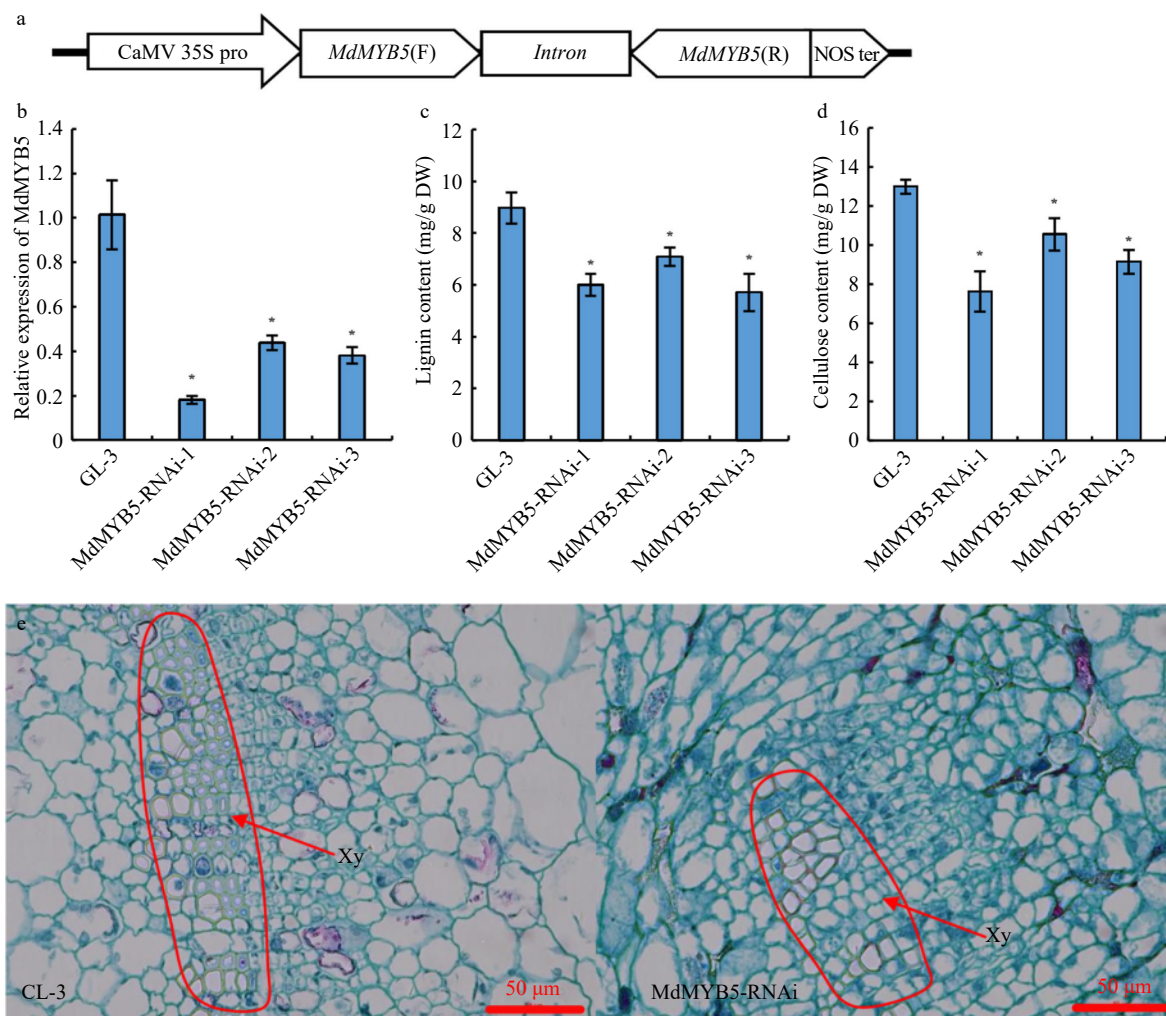 a
CaMV 35S pro
MdMYB5(F)
Intron
MdMYB5(R)
NOS ter
b
Relative expression of MdMYB5
1.4
1.2
1.0
0.8
0.6
0.4
0.2
0
*
*
*
GL-3
MdMYB5-RNAi-1
MdMYB5-RNAi-2
MdMYB5-RNAi-3
c
Lignin content (mg/g DW)
12
10
8
6
4
2
0
*
*
*
GL-3
MdMYB5-RNAi-1
MdMYB5-RNAi-2
MdMYB5-RNAi-3
d
Cellulose content (mg/g DW)
16
14
12
10
8
6
4
2
0
*
*
*
GL-3
MdMYB5-RNAi-1
MdMYB5-RNAi-2
MdMYB5-RNAi-3
e
Xy
CL-3
50 μm
Xy
MdMYB5-RNAi
50 μm